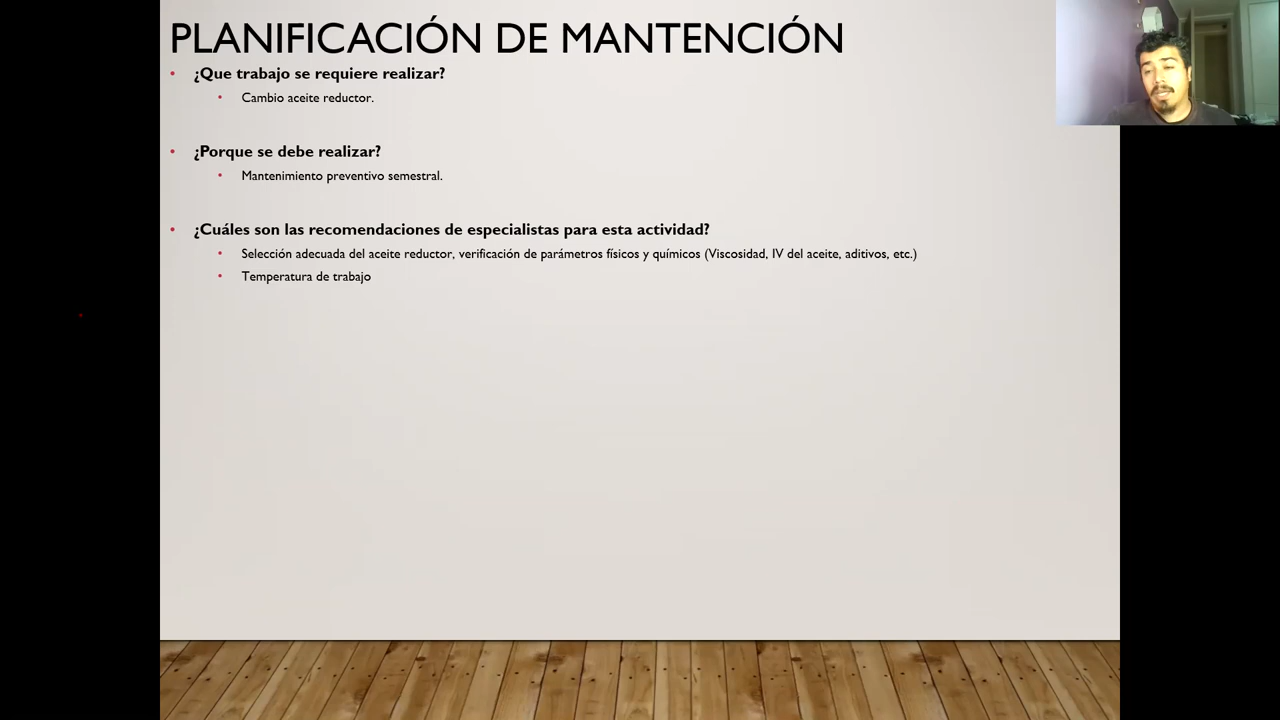 PLANIFICACIÓN DE MANTENCIÓN
• ¿Que trabajo se requiere realizar?
• Cambio aceite reductor.
• ¿Porque se debe realizar?
• Mantenimiento preventivo semestral.
• ¿Cuáles son las recomendaciones de especialistas para esta actividad?
• Selección adecuada del aceite reductor, verificación de parámetros físicos y químicos (Viscosidad, IV del aceite, aditivos, etc.)
• Temperatura de trabajo